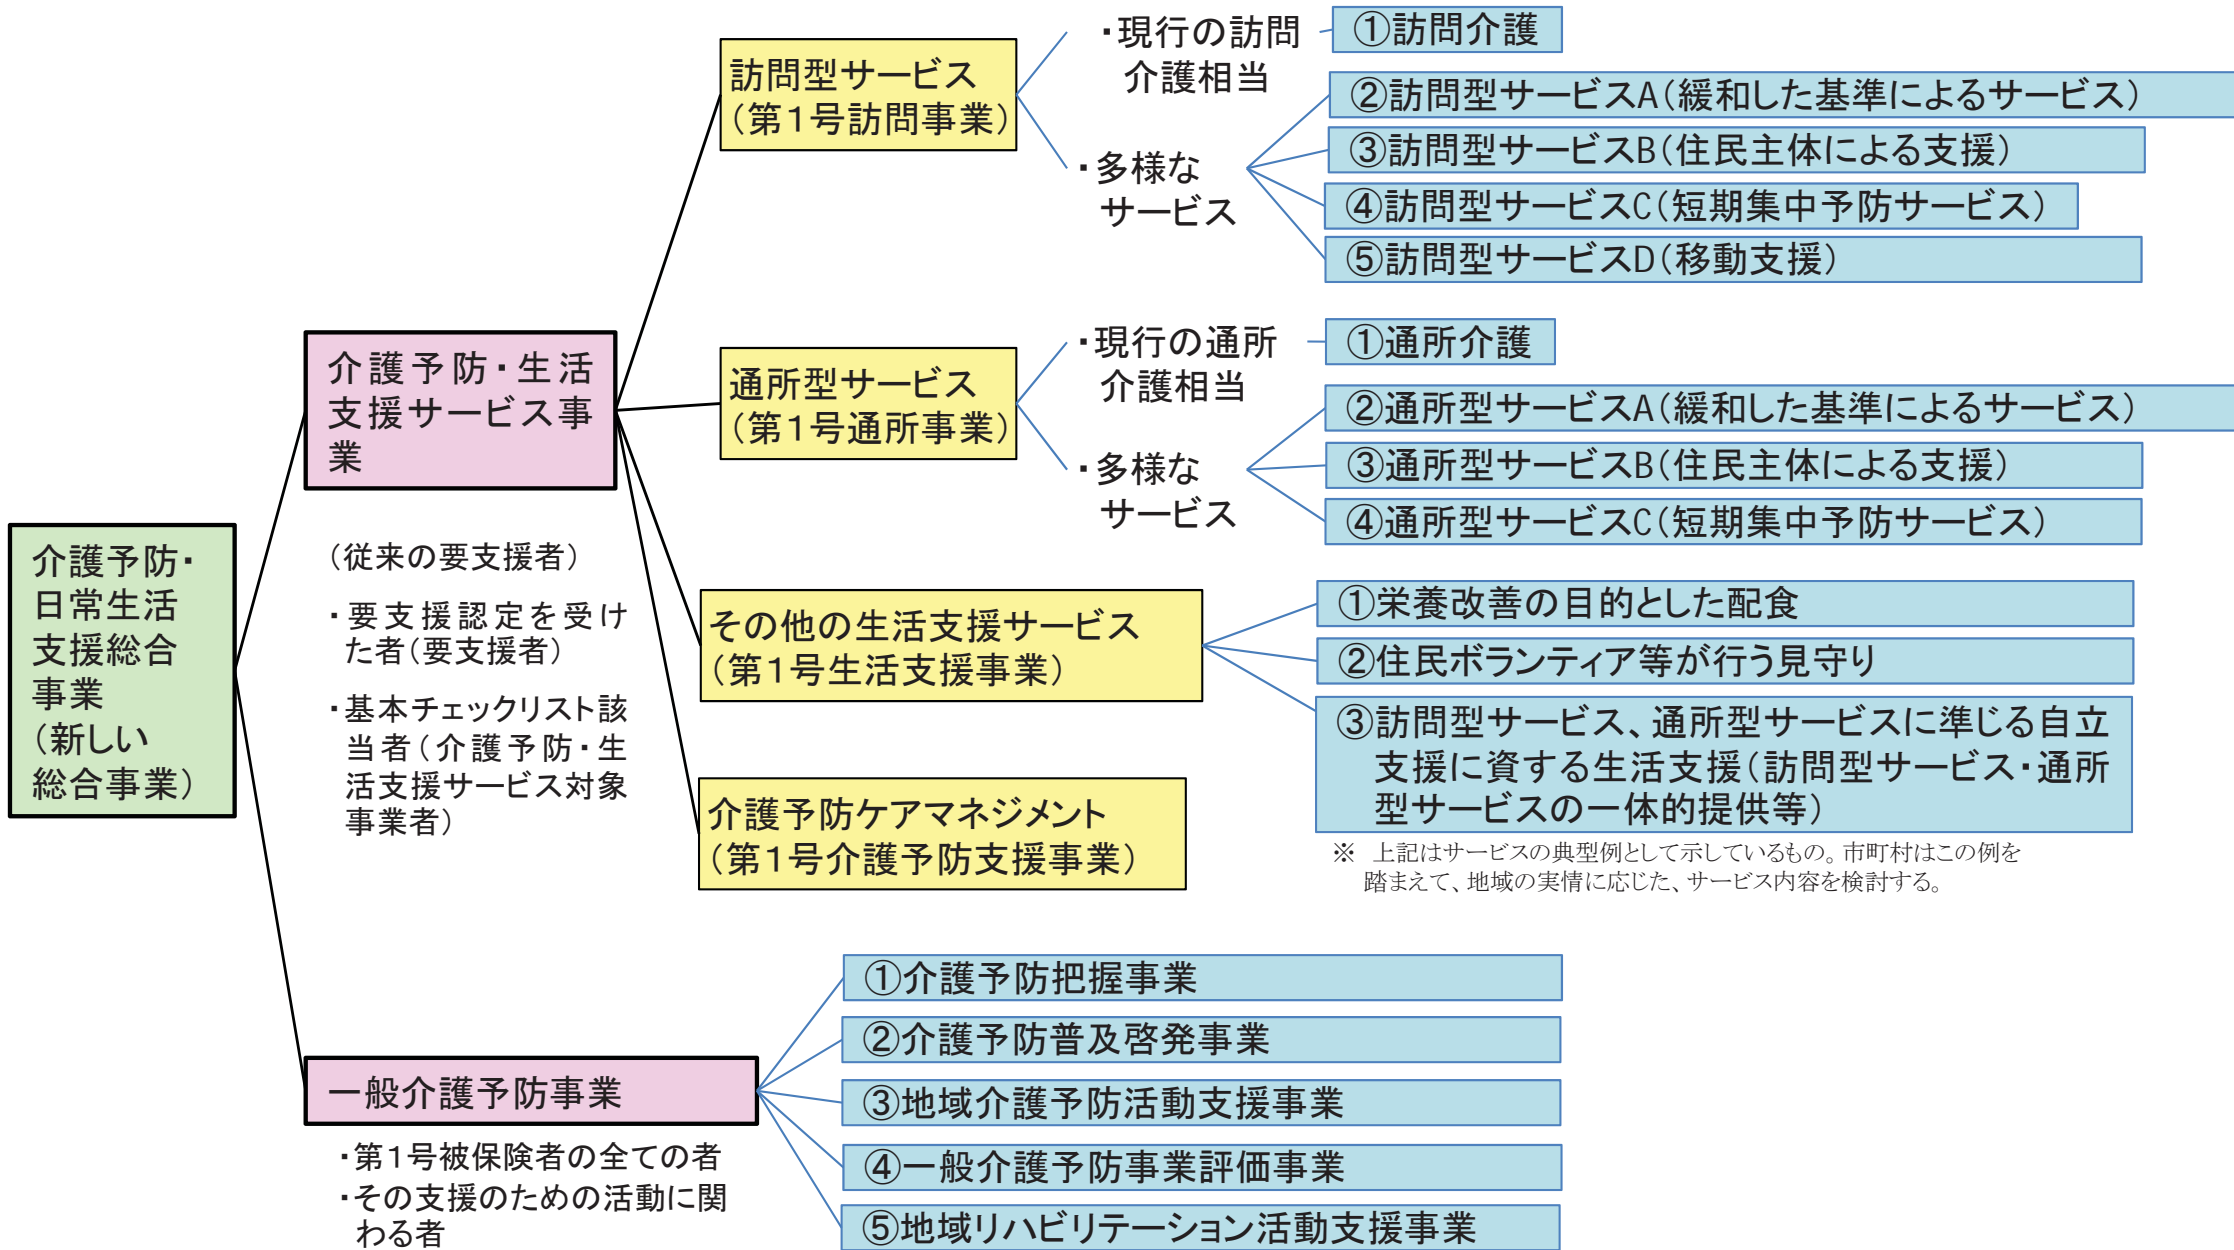 介護予防・
日常生活
支援総合
事業
（新しい
総合事業）
介護予防・生活
支援サービス事
業
（従来の要支援者）
・要支援認定を受け
た者（要支援者）
・基本チェックリスト該
当者（介護予防・生
活支援サービス対象
事業者）
訪問型サービス
（第1号訪問事業）
・現行の訪問
介護相当
①訪問介護
・多様な
サービス
②訪問型サービスA（緩和した基準によるサービス）
③訪問型サービスB（住民主体による支援）
④訪問型サービスC（短期集中予防サービス）
⑤訪問型サービスD（移動支援）
通所型サービス
（第1号通所事業）
・現行の通所
介護相当
①通所介護
・多様な
サービス
②通所型サービスA（緩和した基準によるサービス）
③通所型サービスB（住民主体による支援）
④通所型サービスC（短期集中予防サービス）
その他の生活支援サービス
（第1号生活支援事業）
①栄養改善の目的とした配食
②住民ボランティア等が行う見守り
③訪問型サービス、通所型サービスに準じる自立
支援に資する生活支援（訪問型サービス・通所
型サービスの一体的提供等）
※　上記はサービスの典型例として示しているもの。市町村はこの例を
踏まえて、地域の実情に応じた、サービス内容を検討する。
介護予防ケアマネジメント
（第1号介護予防支援事業）
一般介護予防事業
・第1号被保険者の全ての者
・その支援のための活動に関
わる者
①介護予防把握事業
②介護予防普及啓発事業
③地域介護予防活動支援事業
④一般介護予防事業評価事業
⑤地域リハビリテーション活動支援事業